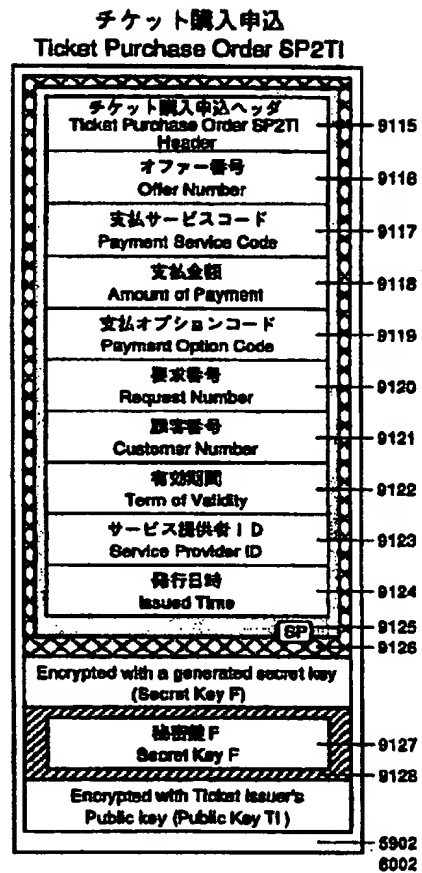 チケット購入申込
Ticket Purchase Order SP2TI
チケット購入申込ヘッダ
Ticket Purchase Order SP2TI
Header
9115
オファー番号
Offer Number
9116
支払サービスコード
Payment Service Code
9117
支払金額
Amount of Payment
9118
支払オプションコード
Payment Option Code
9119
要求番号
Request Number
9120
顧客番号
Customer Number
9121
有効期間
Term of Validity
9122
サービス提供者ID
Service Provider ID
9123
発行日時
Issued Time
9124
SP
9125
9126
Encrypted with a generated secret key
(Secret Key F)
秘密鍵F
Secret Key F
9127
9128
Encrypted with Ticket Issuer's
Public key (Public Key TI)
5902
6002